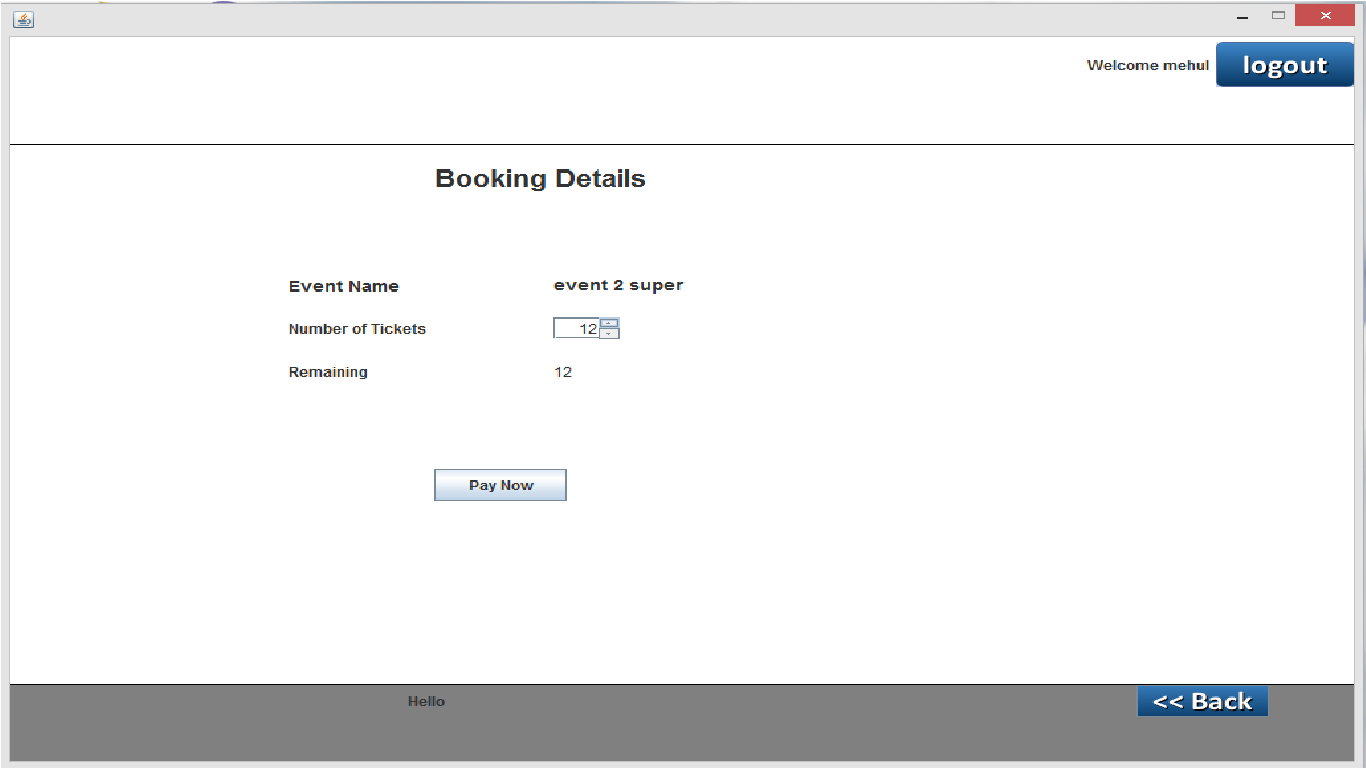 Welcome mehul
logout
Booking Details
Event Name event 2 super
Number of Tickets 12
Remaining 12
Pay Now
Hello
<< Back